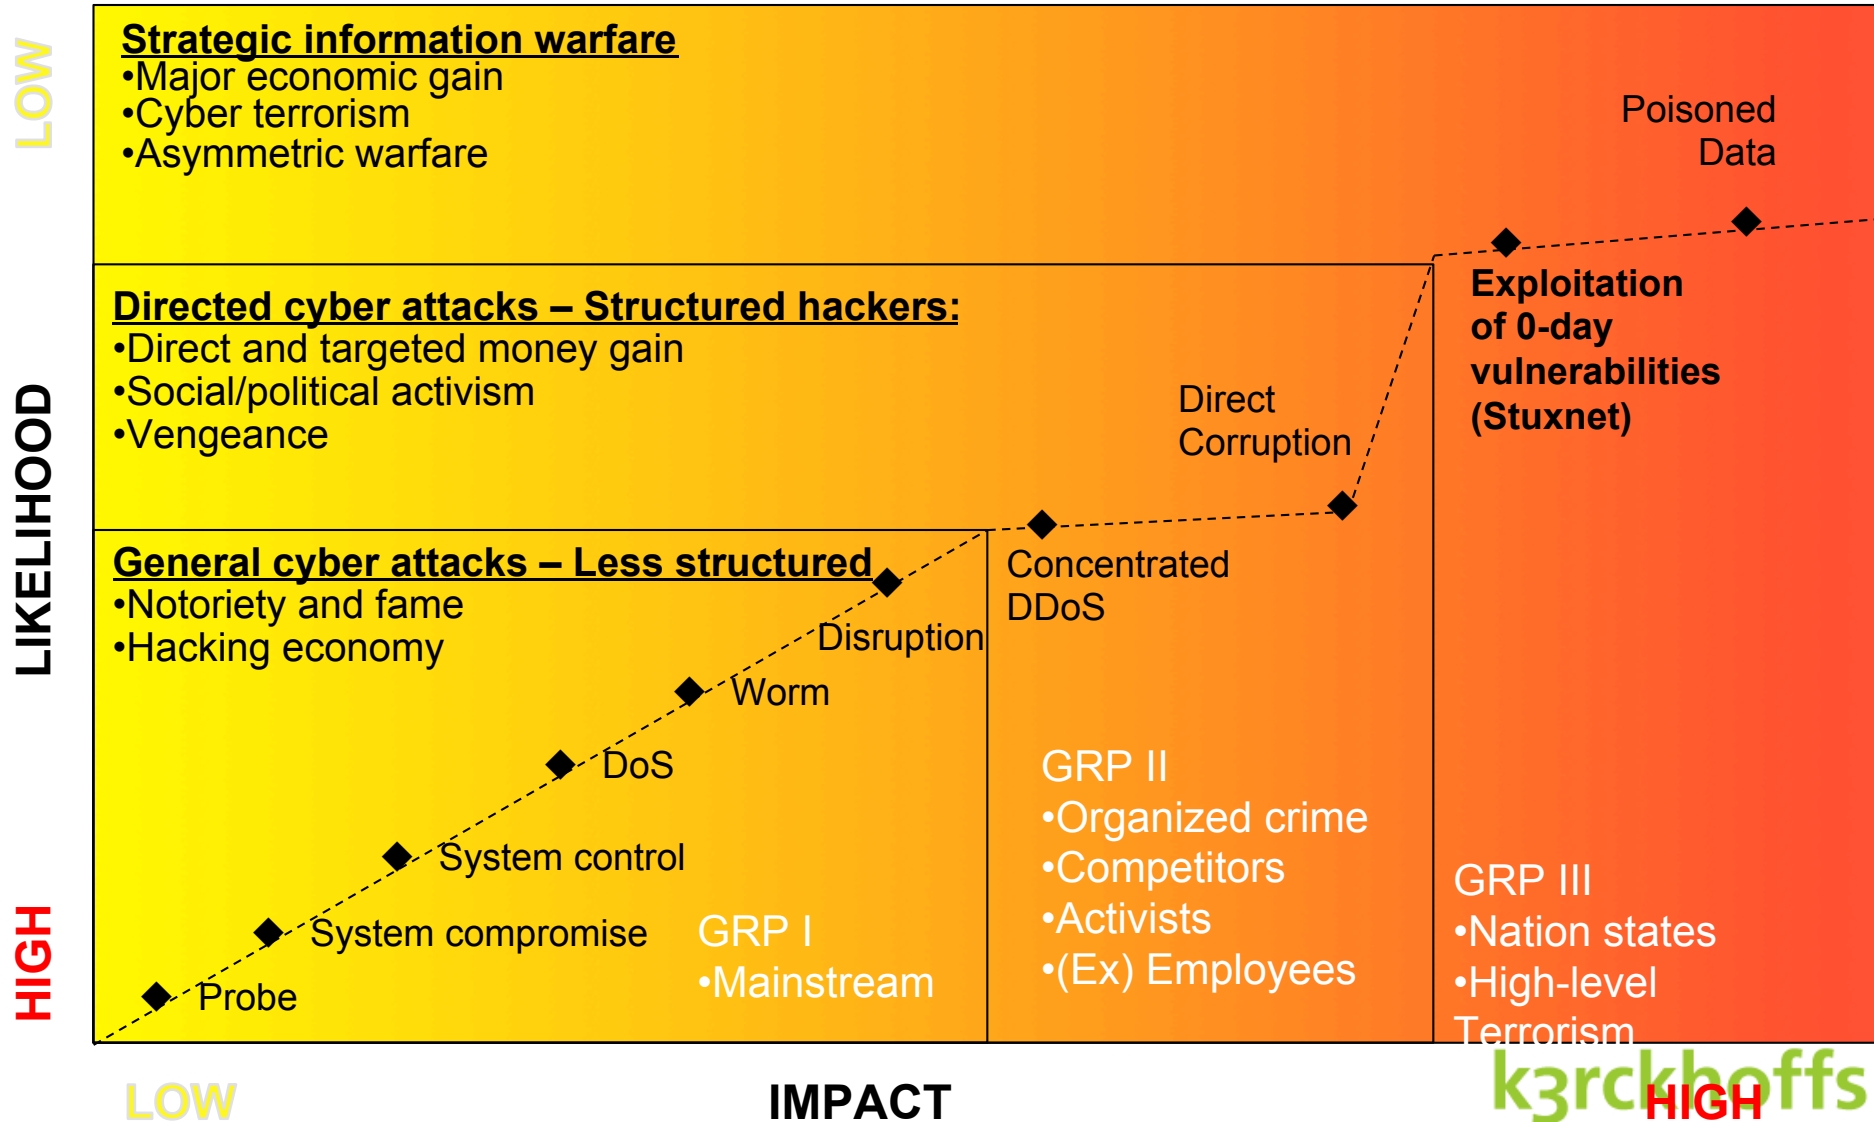 LOW
LIKELIHOOD
HIGH
Strategic information warfare
•Major economic gain
•Cyber terrorism
•Asymmetric warfare
Poisoned
Data
Directed cyber attacks – Structured hackers:
•Direct and targeted money gain
•Social/political activism
•Vengeance
Direct
Corruption
Exploitation
of 0-day
vulnerabilities
(Stuxnet)
General cyber attacks – Less structured
•Notoriety and fame
•Hacking economy
Concentrated
DDoS
Disruption
Worm
DoS
System control
System compromise
Probe
GRP I
•Mainstream
GRP II
•Organized crime
•Competitors
•Activists
•(Ex) Employees
GRP III
•Nation states
•High-level
Terrorism
LOW
IMPACT
HIGH
k3rckhoffs